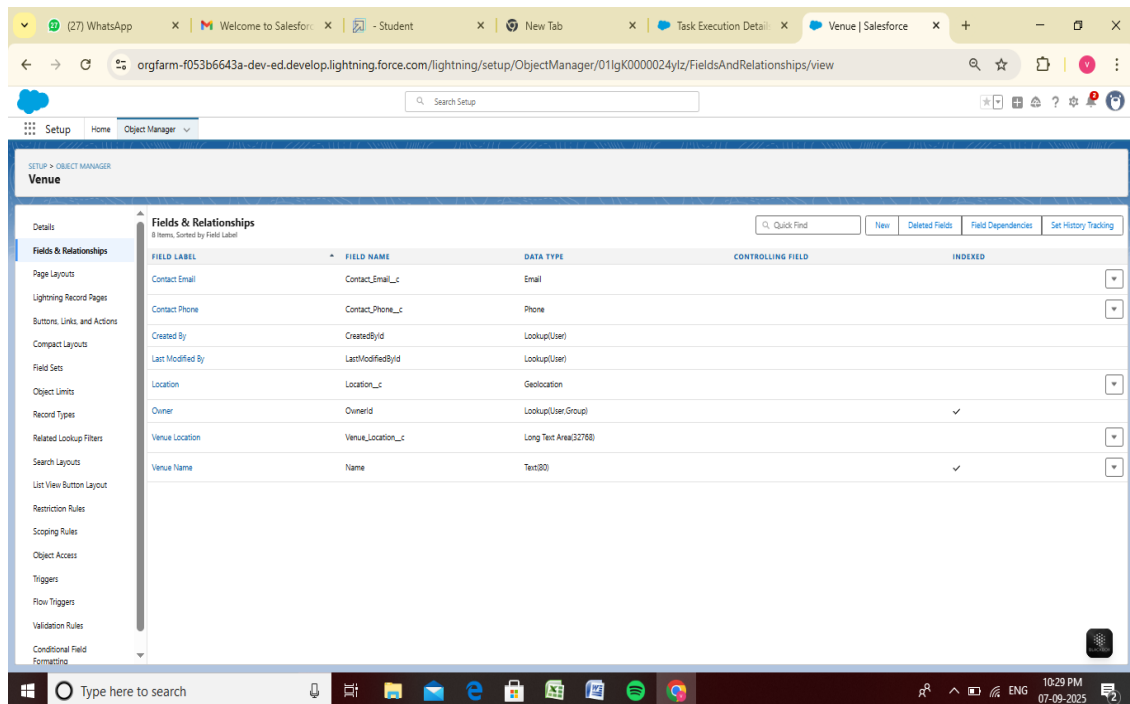 (27) WhatsApp
Welcome to Salesforc
- Student
New Tab
Task Execution Details
Venue | Salesforce
orgfarm-f053b6643a-dev-ed.develop.lightning.force.com/lightning/setup/ObjectManager/01IgK0000024ylz/FieldsAndRelationships/view
V
Search Setup
2
Setup Home Object Manager
SETUP > OBJECT MANAGER
Venue
Details
Fields & Relationships
Page Layouts
Lightning Record Pages
Buttons, Links, and Actions
Compact Layouts
Field Sets
Object Limits
Record Types
Related Lookup Filters
Search Layouts
List View Button Layout
Restriction Rules
Scoping Rules
Object Access
Triggers
Flow Triggers
Validation Rules
Conditional Field
Formatting
Fields & Relationships
8 Items, Sorted by Field Label
Quick Find New Deleted Fields Field Dependencies Set History Tracking
FIELD LABEL FIELD NAME DATA TYPE CONTROLLING FIELD INDEXED
Contact Email Contact_Email__c Email
Contact Phone Contact_Phone__c Phone
Created By CreatedById Lookup(User)
Last Modified By LastModifiedById Lookup(User)
Location Location__c Geolocation
Owner OwnerId Lookup(User,Group)
Venue Location Venue_Location__c Long Text Area(32768)
Venue Name Name Text(80)
Type here to search
ENG
10:29 PM
07-09-2025
2